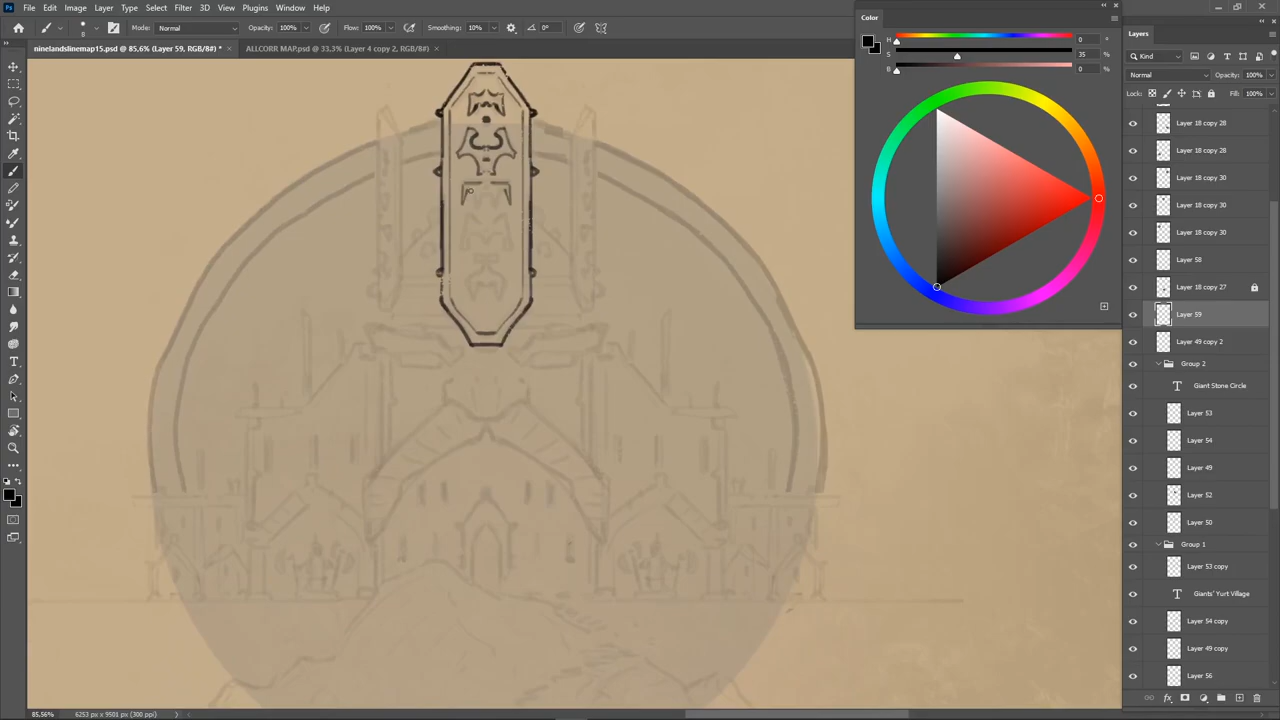 Ps File Edit Image Layer Type Select Filter 3D View Plugins Window Help
8 Mode: Normal Opacity: 100% Flow: 100% Smoothing: 10% 0°
ninelandslinemap15.psd @ 85,6% (Layer 59, RGB/8#) * × ALLCORR MAP.psd @ 33,3% (Layer 4 copy 2, RGB/8#) ×
Color
H 0 °
S 35 %
B 0 %
Layers
Kind
Normal Opacity: 100%
Lock: Fill: 100%
Layer 18 copy 28
Layer 18 copy 28
Layer 18 copy 30
Layer 18 copy 30
Layer 18 copy 30
Layer 58
Layer 18 copy 27
Layer 59
Layer 49 copy 2
Group 2
T Giant Stone Circle
Layer 53
Layer 54
Layer 49
Layer 52
Layer 50
Group 1
Layer 53 copy
T Giants' Yurt Village
Layer 54 copy
Layer 49 copy
Layer 56
85,56% 6253 px x 9501 px (300 ppi)